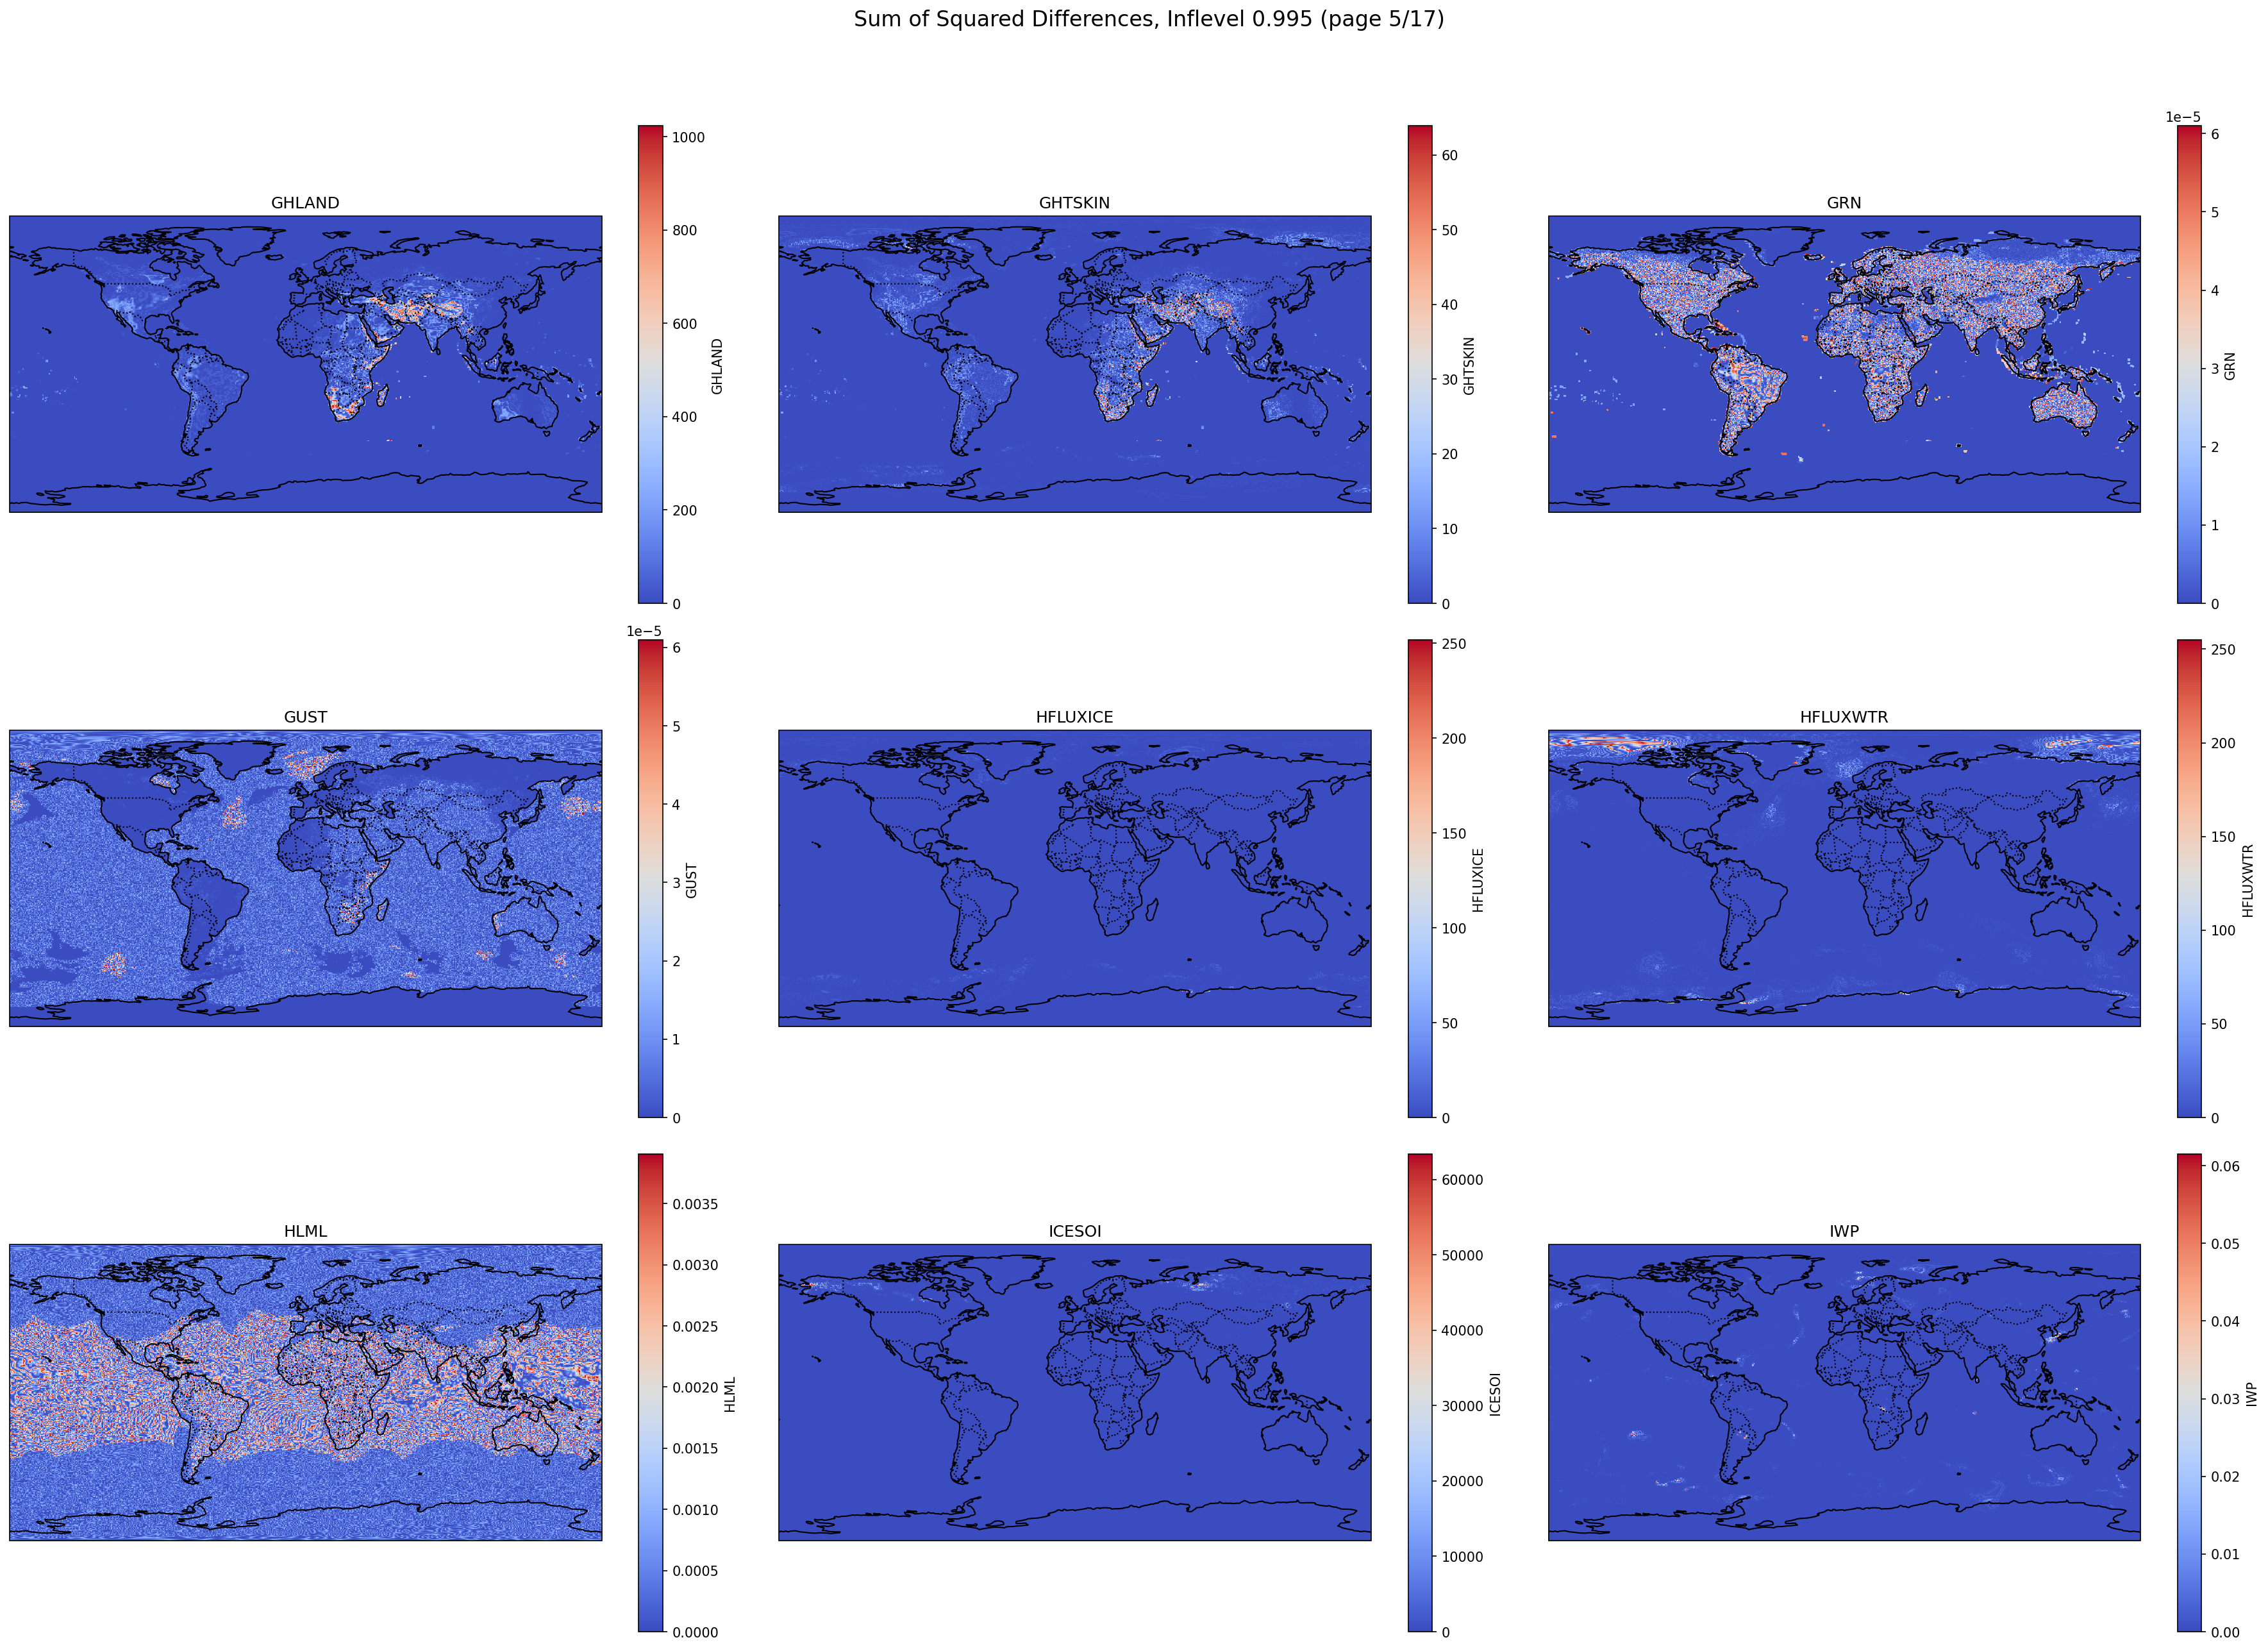 Sum of Squared Differences, Inflevel 0.995 (page 5/17)
GHLAND
1000
800
600
400
200
0
GHLAND
GHTSKIN
60
50
40
30
20
10
0
GHTSKIN
GRN
1e−5
6
5
4
3
2
1
0
GRN
GUST
1e−5
6
5
4
3
2
1
0
GUST
HFLUXICE
250
200
150
100
50
0
HFLUXICE
HFLUXWTR
250
200
150
100
50
0
HFLUXWTR
HLML
0.0035
0.0030
0.0025
0.0020
0.0015
0.0010
0.0005
0.0000
HLML
ICESOI
60000
50000
40000
30000
20000
10000
0
ICESOI
IWP
0.06
0.05
0.04
0.03
0.02
0.01
0.00
IWP